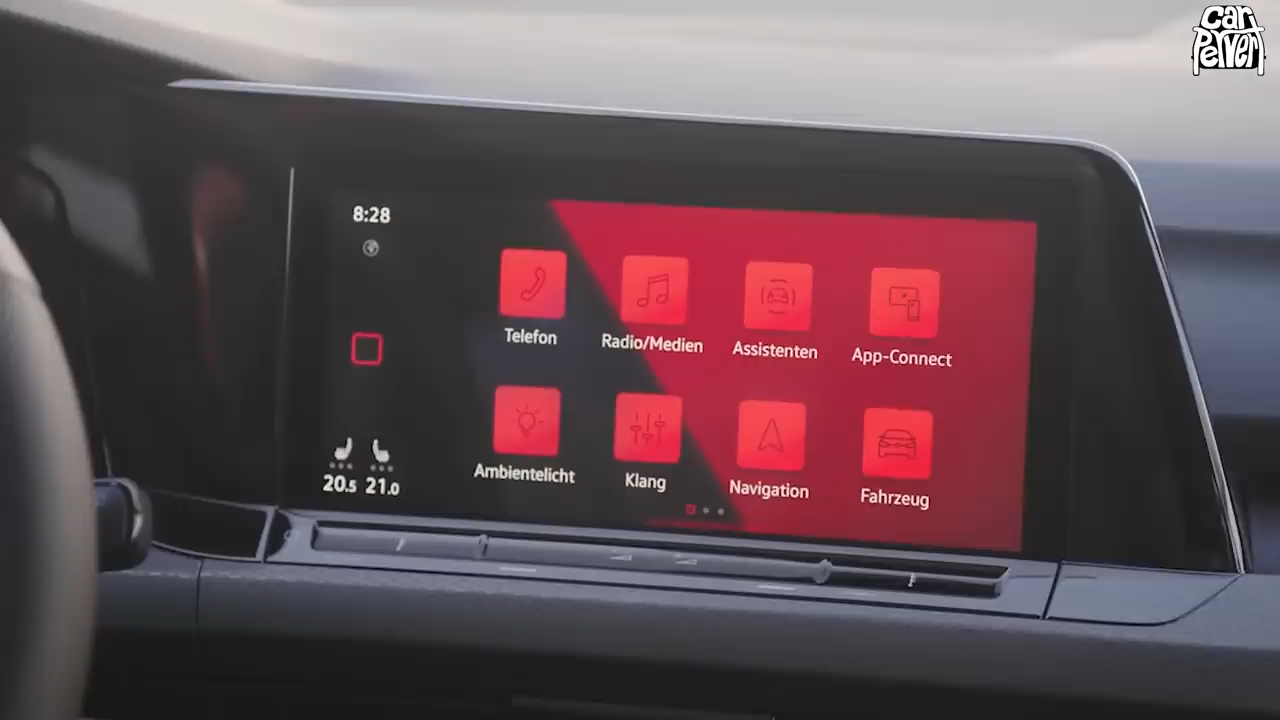 Car
Pervert
8:28
Telefon
Radio/Medien
Assistenten
App-Connect
Ambientelicht
Klang
Navigation
Fahrzeug
20.5 21.0